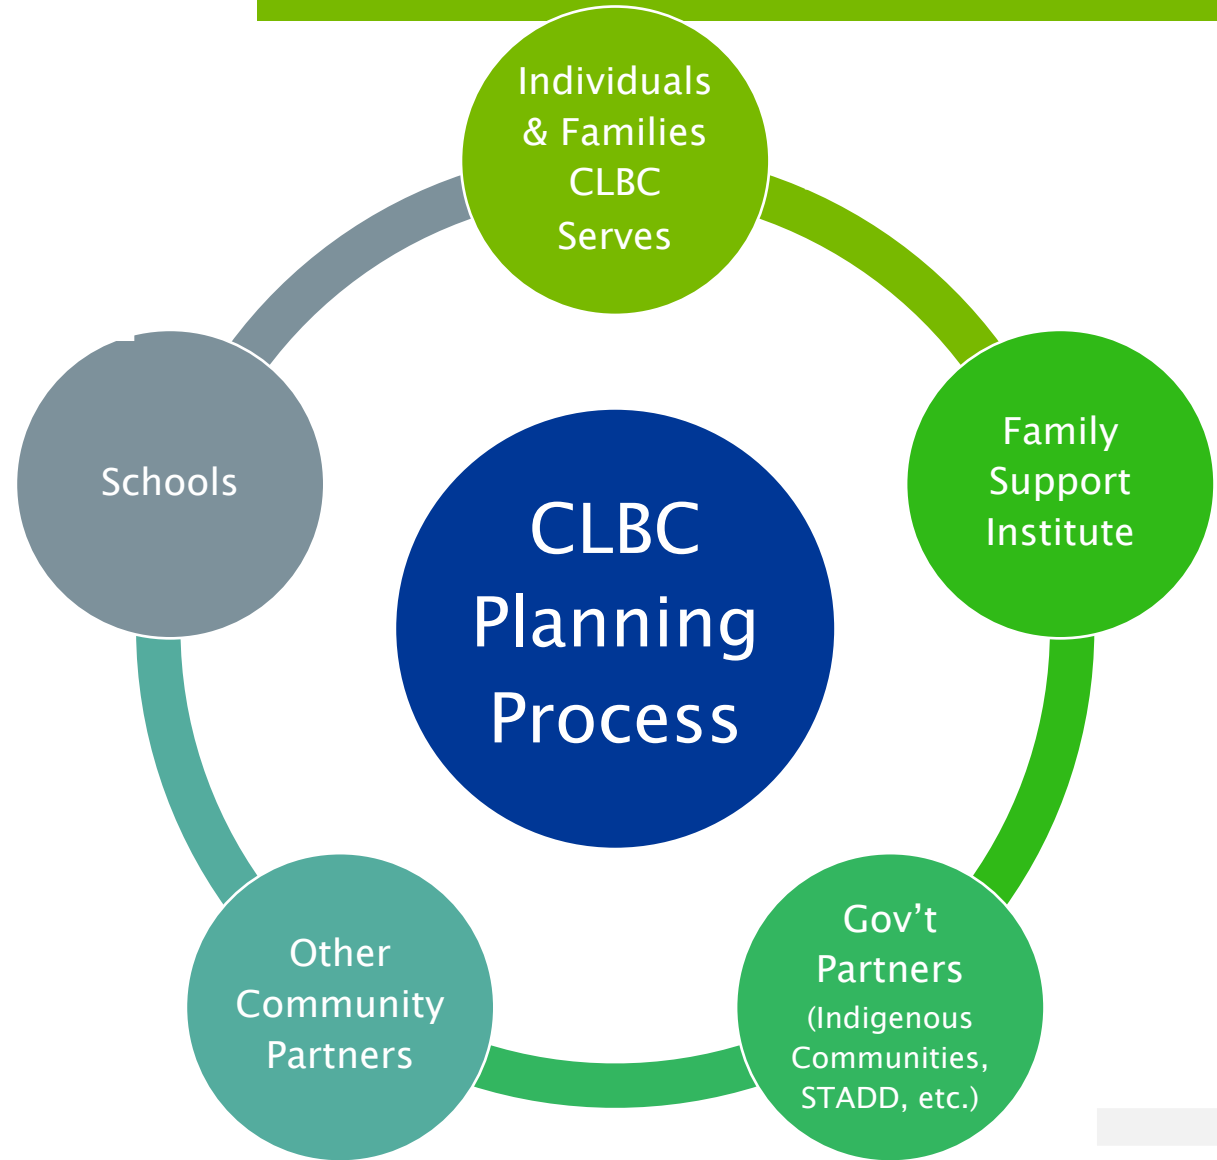 Individuals
& Families
CLBC
Serves
Family
Support
Institute
Gov’t
Partners
(Indigenous
Communities,
STADD, etc.)
Other
Community
Partners
Schools
CLBC
Planning
Process